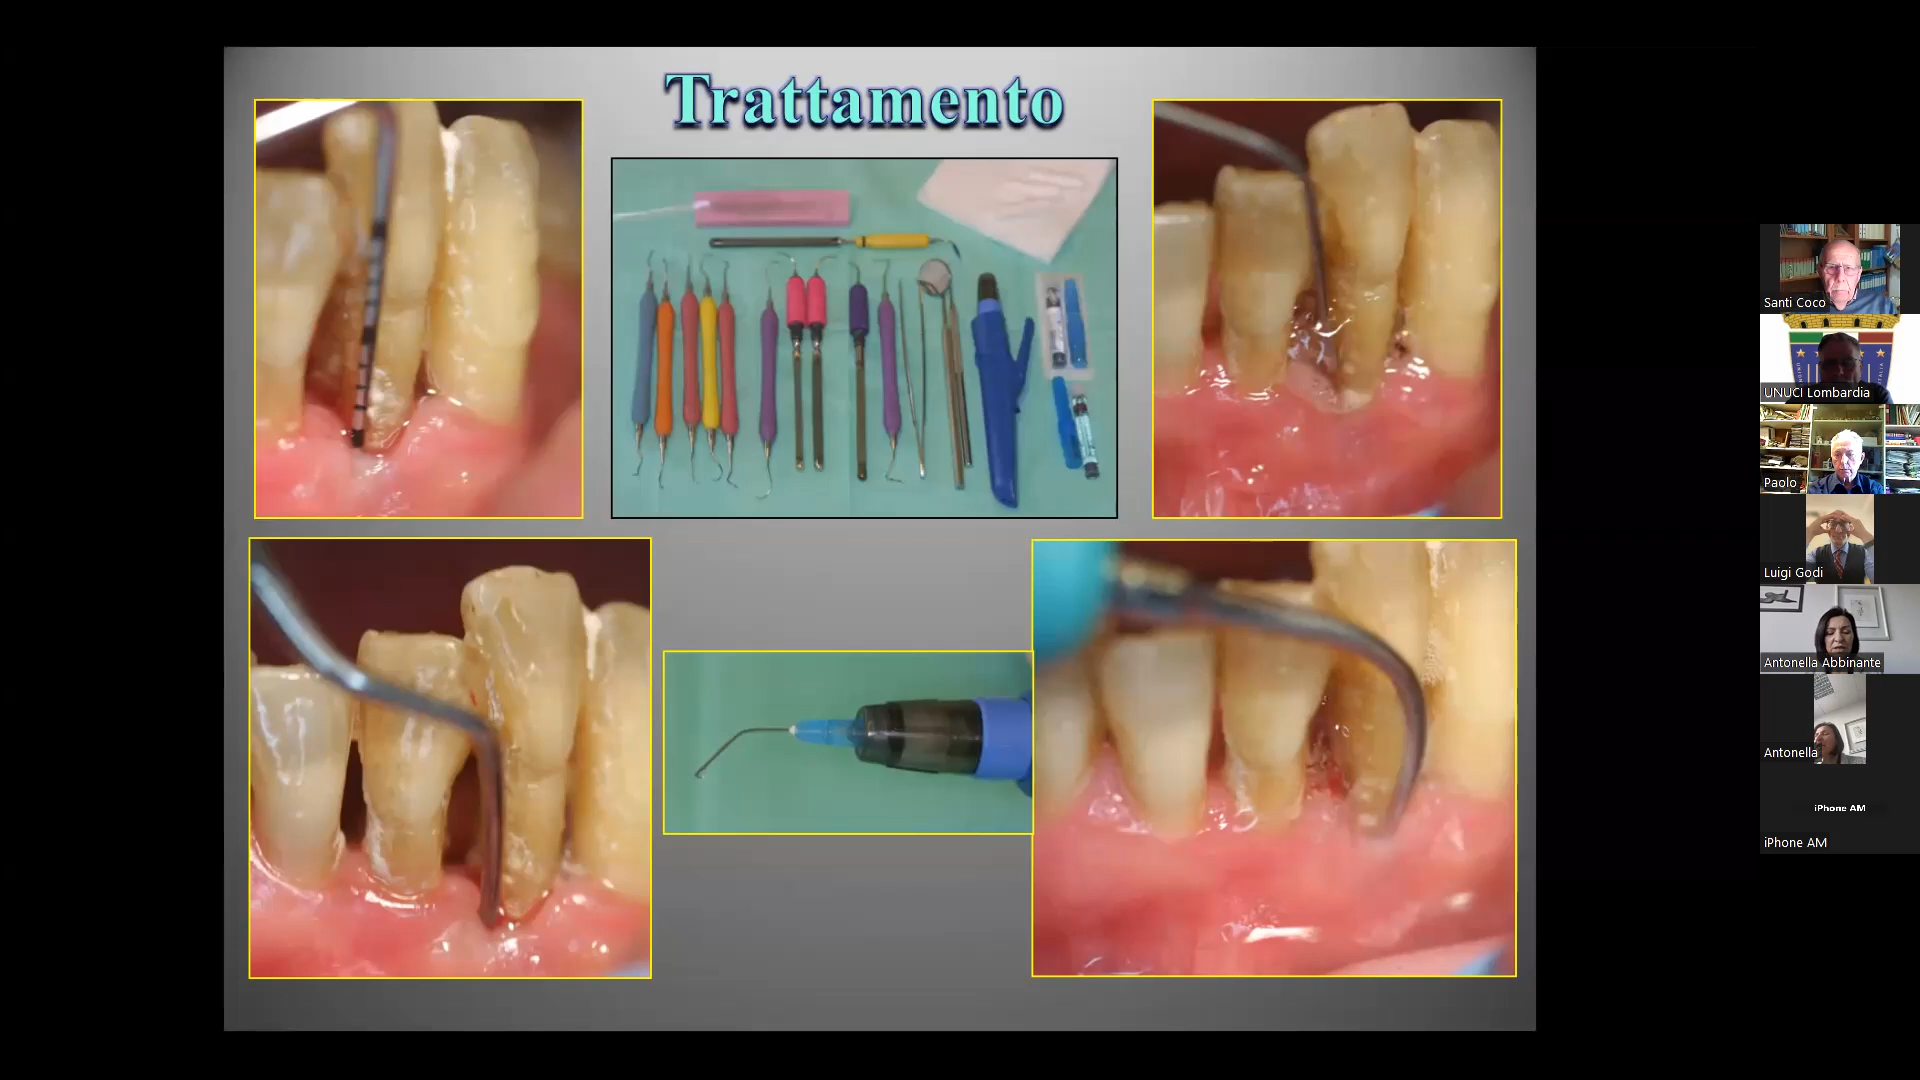 Trattamento
Santi Coco
UNUCI Lombardia
Paolo
Luigi Godi
Antonella Abbinante
Antonella
iPhone AM
iPhone AM